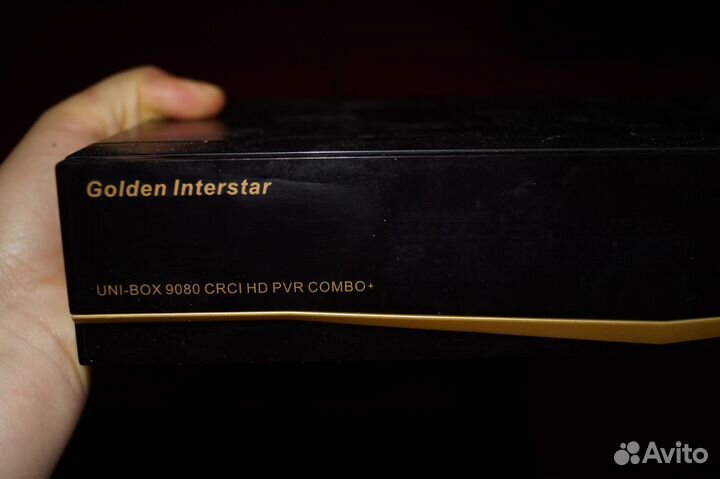 Golden Interstar
UNI-BOX 9080 CRCI HD PVR COMBO+
Avito